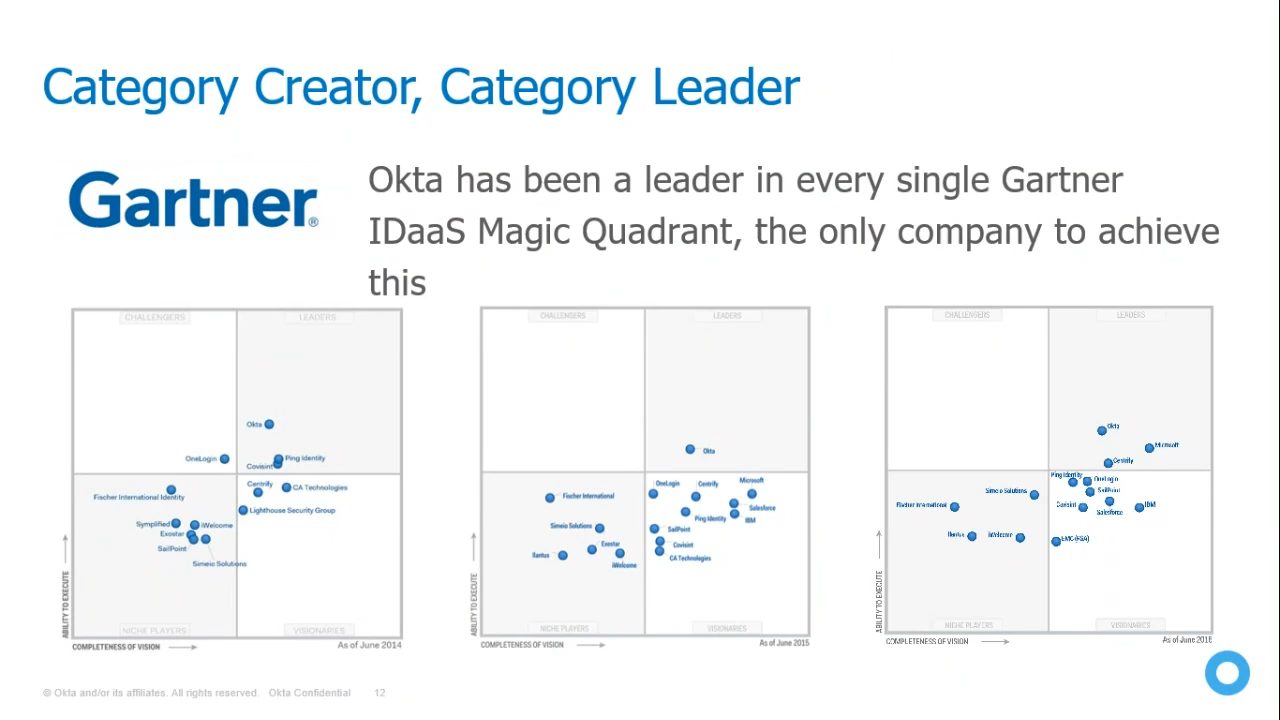 Category Creator, Category Leader
Gartner®
Okta has been a leader in every single Gartner
IDaaS Magic Quadrant, the only company to achieve
this
CHALLENGERS
LEADERS
Okta
OneLogin
Ping Identity
Covisint
Centrify
CA Technologies
Fischer International Identity
Lighthouse Security Group
Symplified
iWelcome
Exostar
SailPoint
Simeio Solutions
NICHE PLAYERS
VISIONARIES
ABILITY TO EXECUTE
COMPLETENESS OF VISION
As of June 2014
CHALLENGERS
LEADERS
Okta
OneLogin
Centrify
Microsoft
Fischer International
Salesforce
Ping Identity
IBM
Simeio Solutions
SailPoint
Exostar
Covisint
Ilantus
iWelcome
CA Technologies
NICHE PLAYERS
VISIONARIES
ABILITY TO EXECUTE
COMPLETENESS OF VISION
As of June 2015
CHALLENGERS
LEADERS
Okta
Microsoft
Centrify
Ping Identity
OneLogin
Simeio Solutions
SailPoint
Fischer International
Covisint
Salesforce
IBM
Ilantus
iWelcome
EMC (RSA)
NICHE PLAYERS
VISIONARIES
ABILITY TO EXECUTE
COMPLETENESS OF VISION
As of June 2016
© Okta and/or its affiliates. All rights reserved. Okta Confidential 12